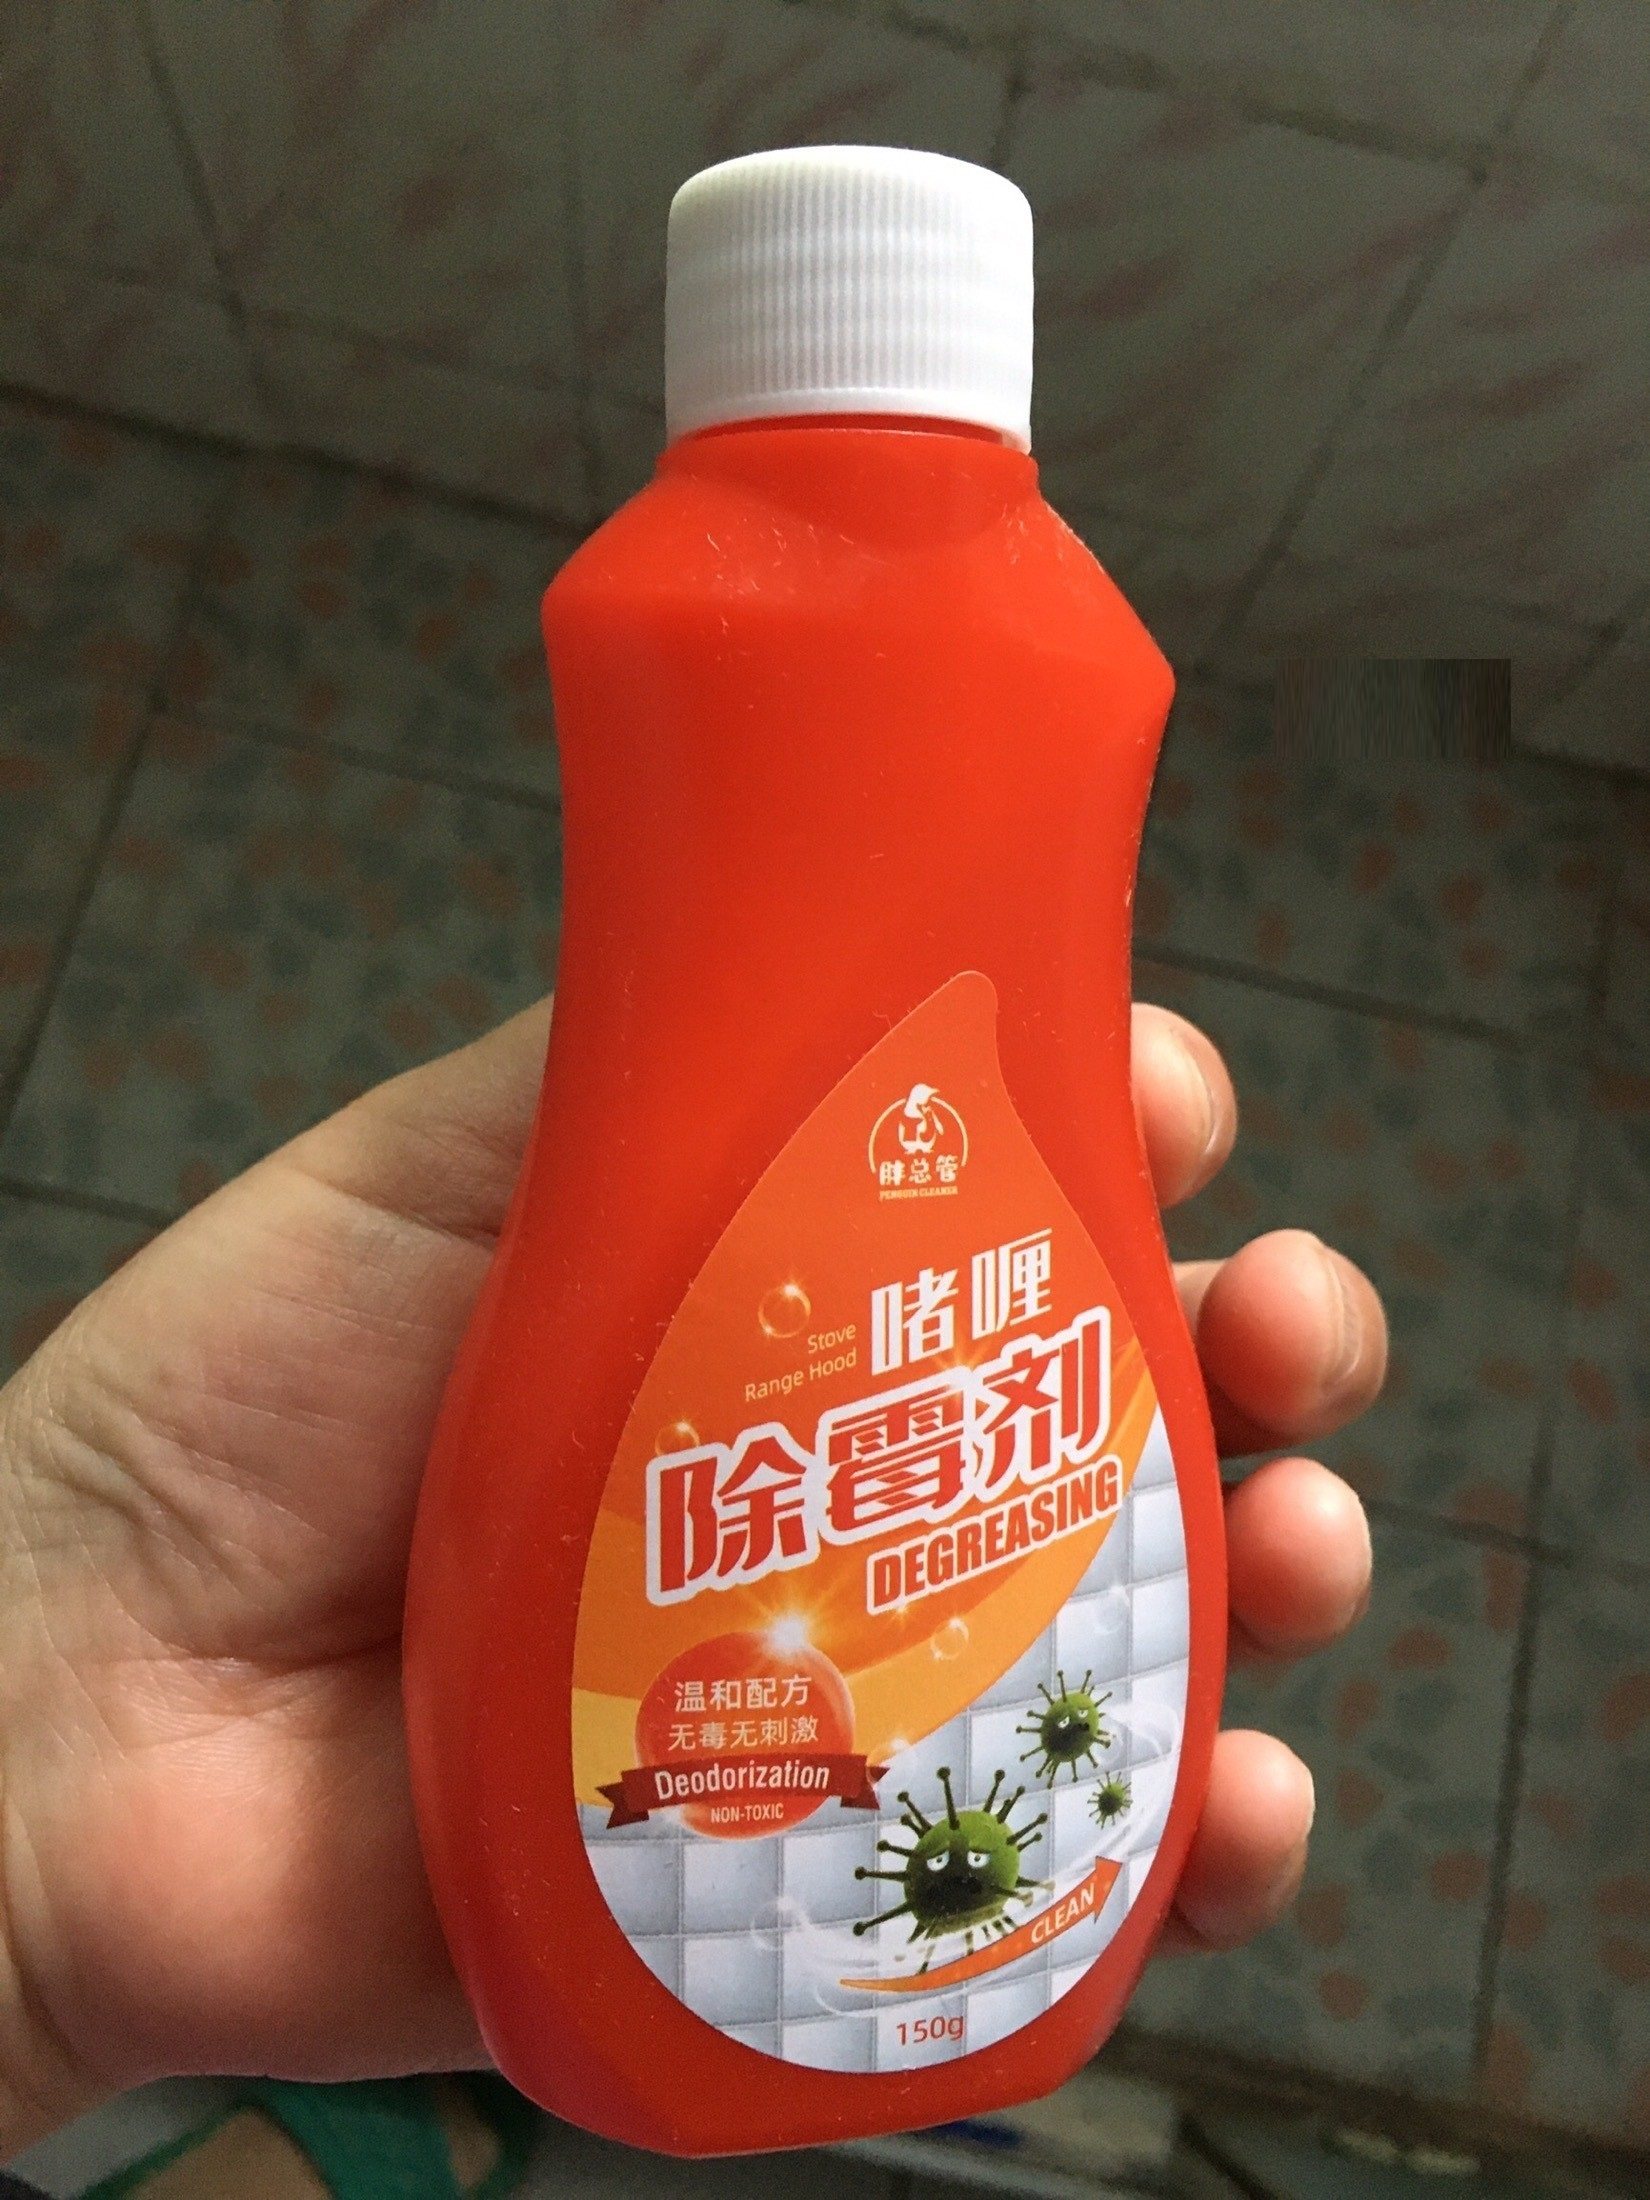 胖总管
PENGUIN CLEANER
啫喱
Stove
Range Hood
除霉剂
DEGREASING
温和配方
无毒无刺激
Deodorization
NON-TOXIC
CLEAN
150g